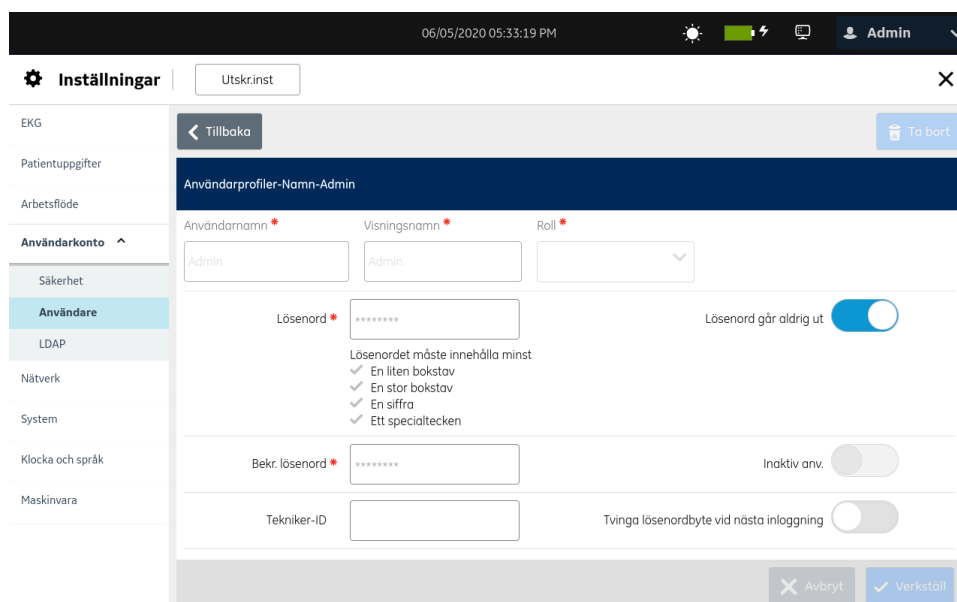 06/05/2020 05:33:19 PM
Admin
Inställningar
Utskr.inst
EKG
Patientuppgifter
Arbetsflöde
Användarkonto
Säkerhet
Användare
LDAP
Nätverk
System
Klocka och språk
Maskinvara
Tillbaka
Ta bort
Användarprofiler-Namn-Admin
Användarnamn * Visningsnamn * Roll *
Admin Admin
Lösenord * ******** Lösenord går aldrig ut
Lösenordet måste innehålla minst
En liten bokstav
En stor bokstav
En siffra
Ett specialtecken
Bekr. lösenord * ******** Inaktiv anv.
Tekniker-ID Tvinga lösenordbyte vid nästa inloggning
Avbryt Verkställ